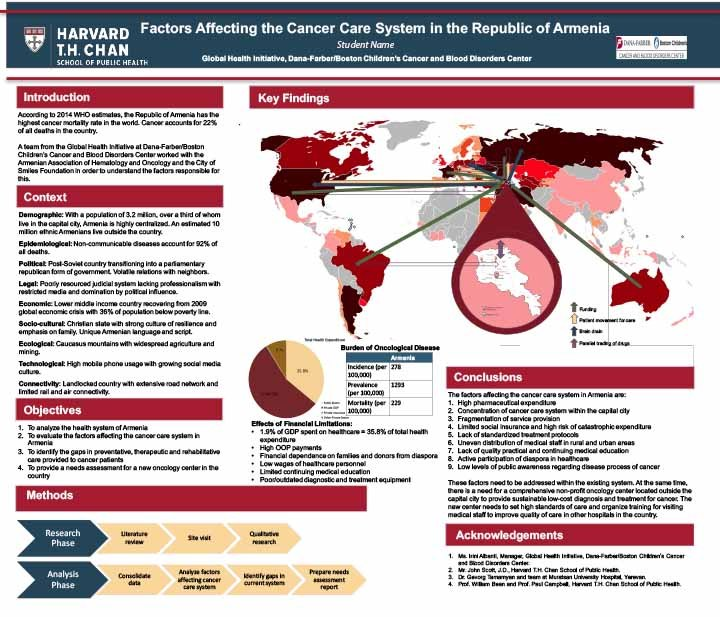 HARVARD
T.H. CHAN
SCHOOL OF PUBLIC HEALTH
Factors Affecting the Cancer Care System in the Republic of Armenia
Student Name
Global Health Initiative, Dana-Farber/Boston Children's Cancer and Blood Disorders Center
DANA-FARBER
Boston Children's
CANCER AND BLOOD DISORDERS CENTER
Introduction
According to 2014 WHO estimates, the Republic of Armenia has the
highest cancer mortality rate in the world. Cancer accounts for 22%
of all deaths in the country.
A team from the Global Health Initiative at Dana-Farber/Boston
Children's Cancer and Blood Disorders Center worked with the
Armenian Association of Hematology and Oncology and the City of
Smiles Foundation in order to understand the factors responsible for
this.
Context
Demographic: With a population of 3.2 million, over a third of whom
live in the capital city, Armenia is highly centralized. An estimated 10
million ethnic Armenians live outside the country.
Epidemiological: Non-communicable diseases account for 92% of
all deaths.
Political: Post-Soviet country transitioning into a parliamentary
republican form of government. Volatile relations with neighbors.
Legal: Poorly resourced judicial system lacking professionalism with
restricted media and domination by political influence.
Economic: Lower middle income country recovering from 2009
global economic crisis with 36% of population below poverty line.
Socio-cultural: Christian state with strong culture of resilience and
emphasis on family. Unique Armenian language and script.
Ecological: Caucasus mountains with widespread agriculture and
mining.
Technological: High mobile phone usage with growing social media
culture.
Connectivity: Landlocked country with extensive road network and
limited rail and air connectivity.
Objectives
1. To analyze the health system of Armenia
2. To evaluate the factors affecting the cancer care system in
Armenia
3. To identify the gaps in preventative, therapeutic and rehabilitative
care provided to cancer patients
4. To provide a needs assessment for a new oncology center in the
country
Methods
Research
Phase
Literature
review
Site visit
Qualitative
research
Analysis
Phase
Consolidate
data
Analyze factors
affecting cancer
care system
Identify gaps in
current system
Prepare needs
assessment
report
Key Findings
Funding
Patient movement for care
Brain drain
Parallel trading of drugs
Total Health Expenditure
35.8%
Burden of Oncological Disease
Armenia
Incidence (per
100,000)
278
Prevalence
(per 100,000)
1293
Mortality (per
100,000)
229
Effects of Financial Limitations:
• 1.9% of GDP spent on healthcare = 35.8% of total health
expenditure
• High OOP payments
• Financial dependance on families and donors from diaspora
• Low wages of healthcare personnel
• Limited continuing medical education
• Poor/outdated diagnostic and treatment equipment
Conclusions
The factors affecting the cancer care system in Armenia are:
1. High pharmaceutical expenditure
2. Concentration of cancer care system within the capital city
3. Fragmentation of service provision
4. Limited social insurance and high risk of catastrophic expenditure
5. Lack of standardized treatment protocols
6. Uneven distribution of medical staff in rural and urban areas
7. Lack of quality practical and continuing medical education
8. Active participation of diaspora in healthcare
9. Low levels of public awareness regarding disease process of cancer
These factors need to be addressed within the existing system. At the same time,
there is a need for a comprehensive non-profit oncology center located outside the
capital city to provide sustainable low-cost diagnosis and treatment for cancer. The
new center needs to set high standards of care and organize training for visiting
medical staff to improve quality of care in other hospitals in the country.
Acknowledgements
1. Ms. Irini Albanti, Manager, Global Health Initiative, Dana-Farber/Boston Children's Cancer
and Blood Disorders Center.
2. Mr. John Scott, J.D., Harvard T.H. Chan School of Public Health.
3. Dr. Gevorg Tamamyan and team at Muratsan University Hospital, Yerevan.
4. Prof. William Bean and Prof. Paul Campbell, Harvard T.H. Chan School of Public Health.